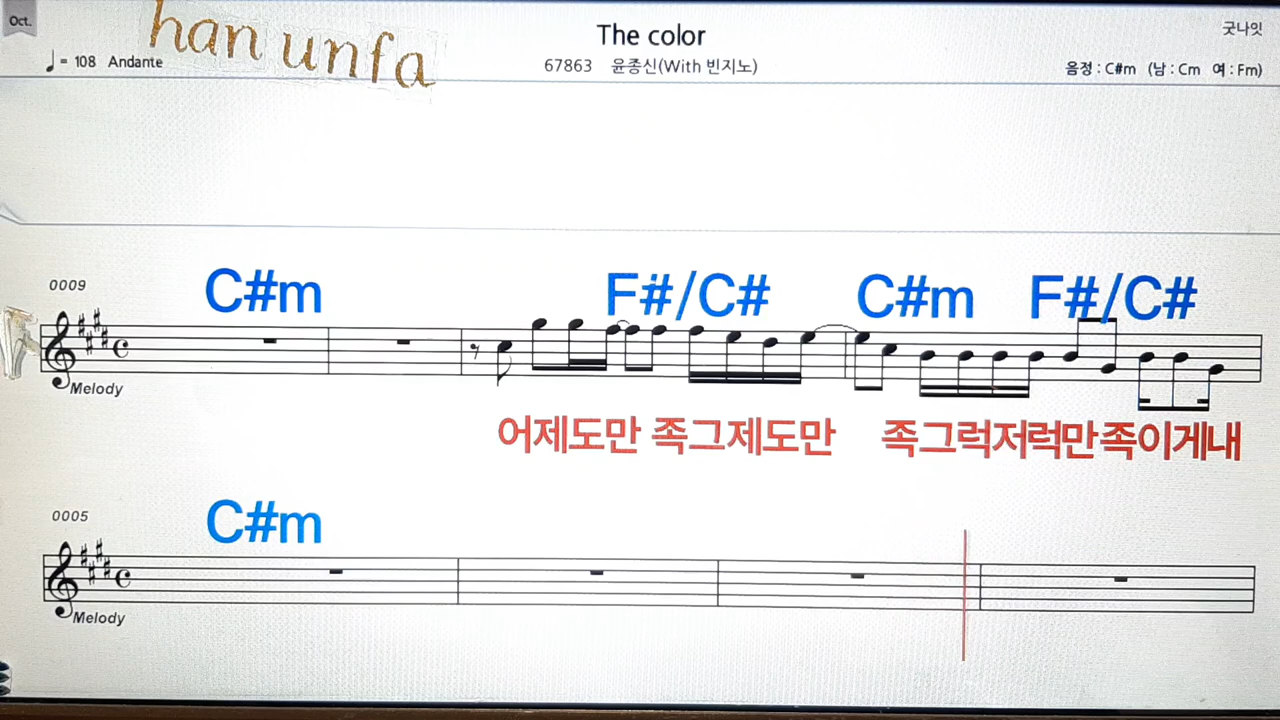 Oct.
han unfa
The color
굿나잇
♩= 108 Andante
67863 윤종신(With 빈지노)
음정 : C#m (남 : Cm 여 : Fm)
0009
C#m F#/C# C#m F#/C#
Melody
어제도만 족그제도만 족그럭저럭만족이게내
0005
C#m
Melody